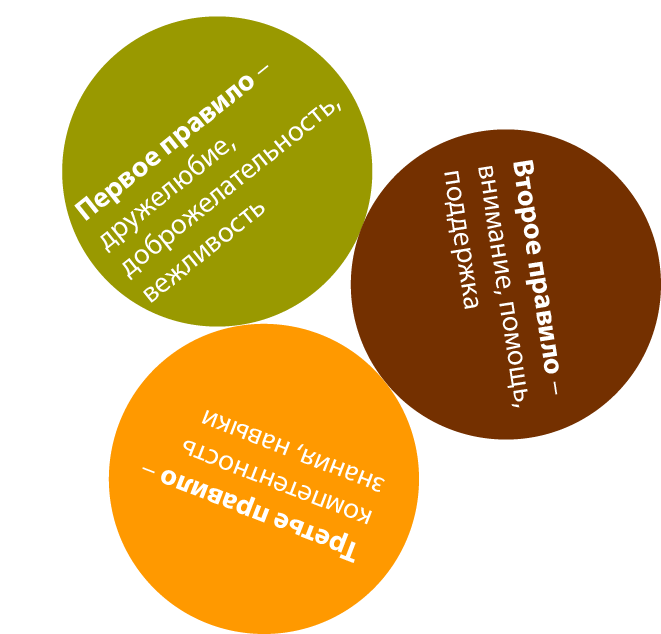 Первое правило –
дружелюбие,
доброжелательность,
вежливость
Второе правило –
внимание, помощь,
поддержка
Третье правило –
компетентность
знания, навыки